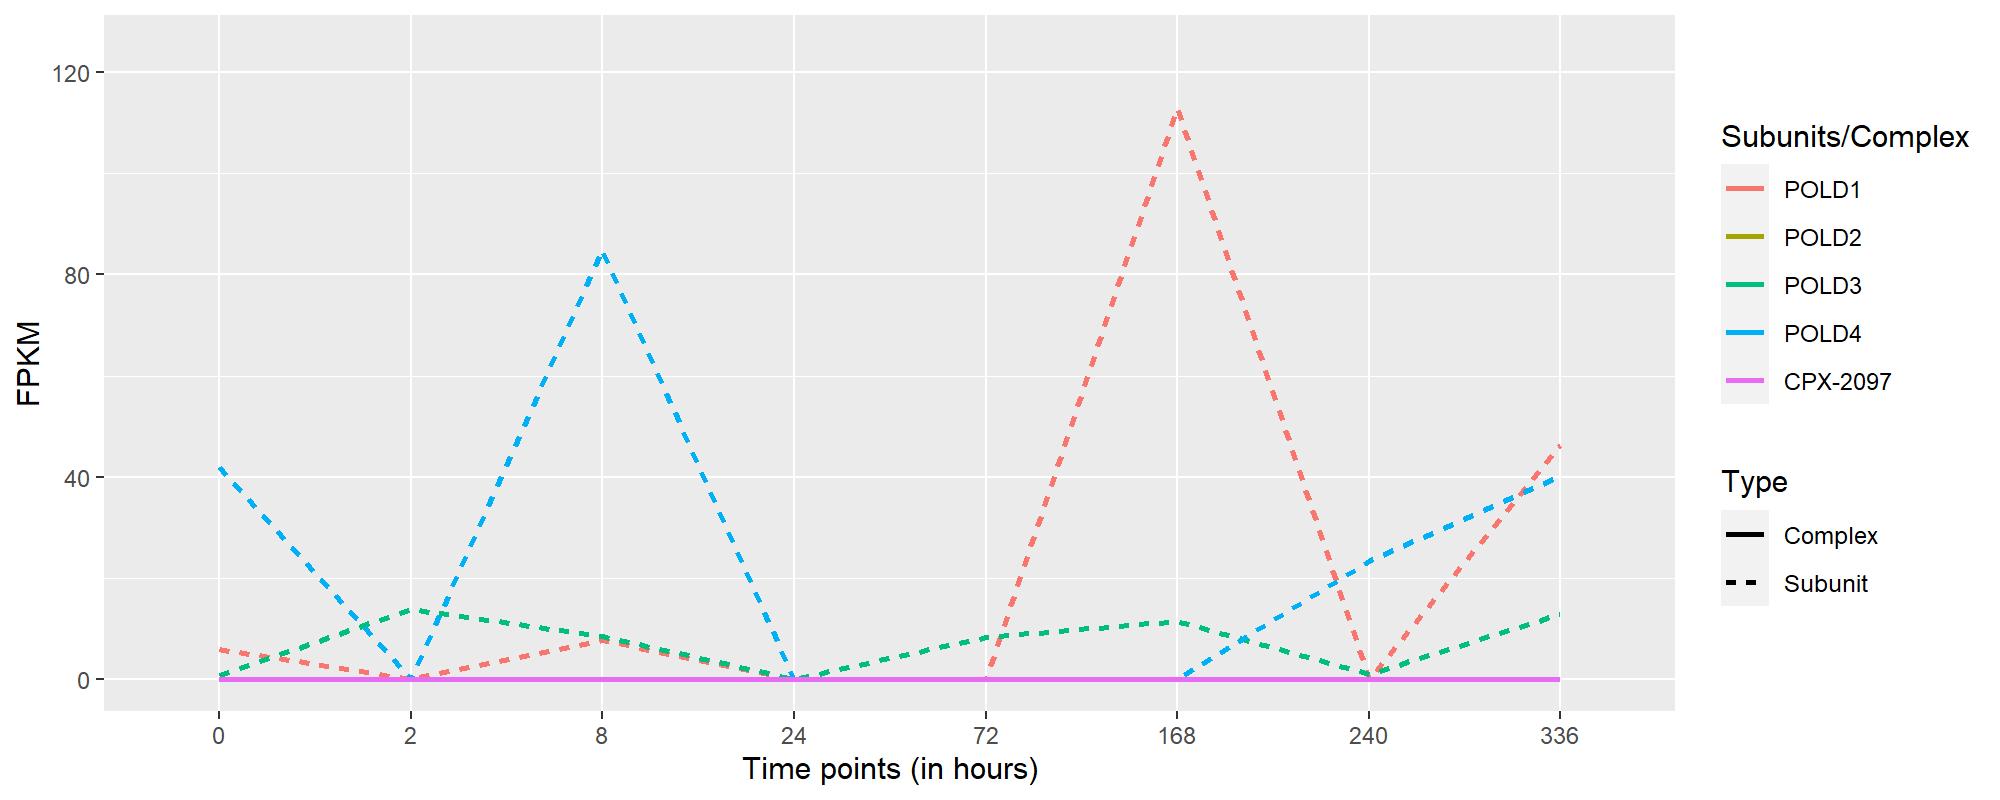 120
80
40
0
FPKM
0 2 8 24 72 168 240 336
Time points (in hours)
Subunits/Complex
POLD1
POLD2
POLD3
POLD4
CPX-2097
Type
Complex
Subunit